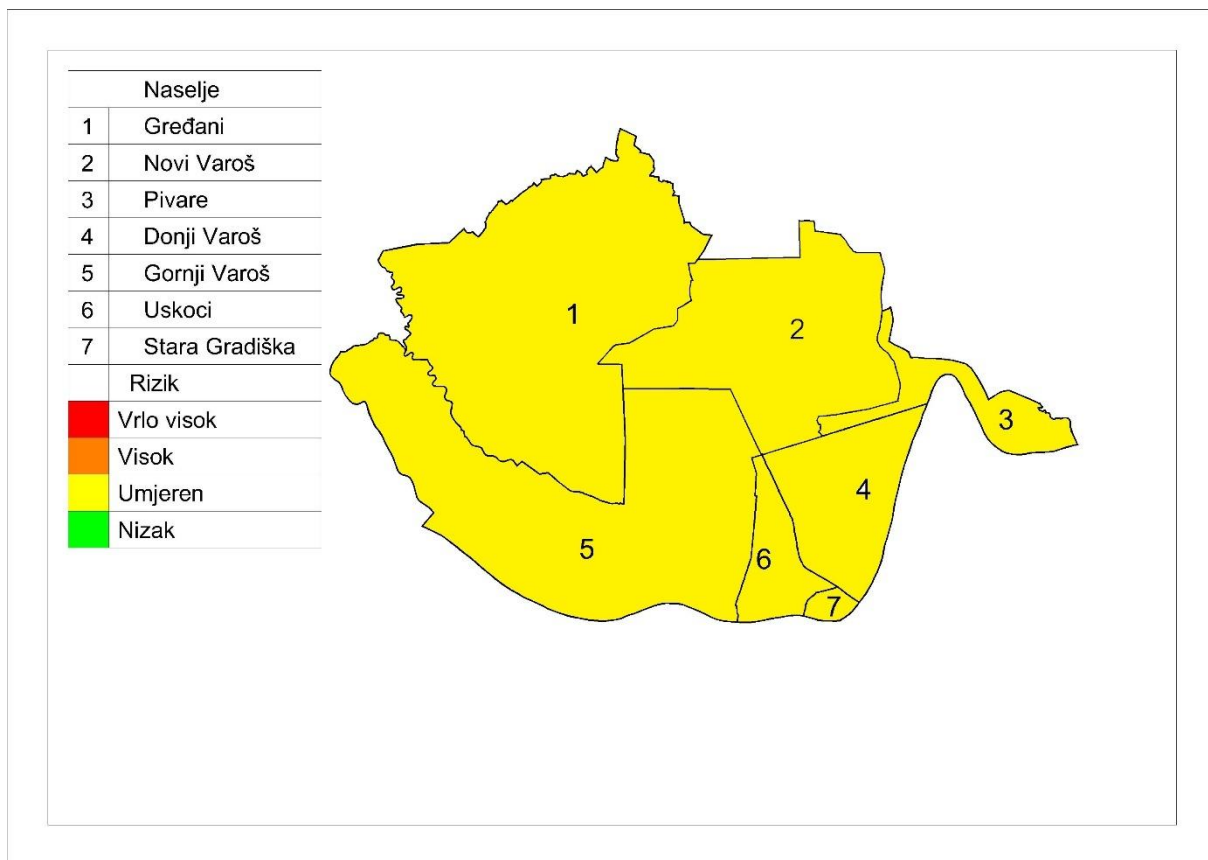 Naselje
1 Gređani
2 Novi Varoš
3 Pivare
4 Donji Varoš
5 Gornji Varoš
6 Uskoci
7 Stara Gradiška
Rizik
Vrlo visok
Visok
Umjeren
Nizak
1
2
3
4
5
6
7